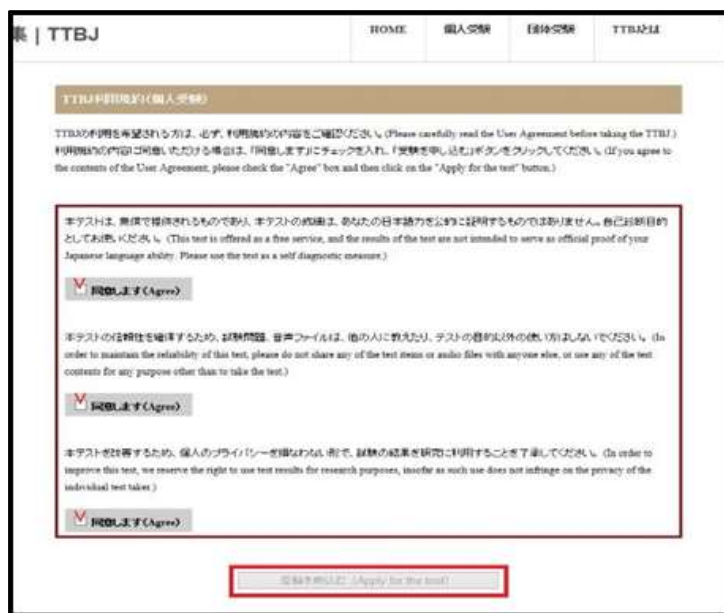 集 | TTBJ
HOME 個人受験 団体受験 TTBJとは
TTBJ利用規約(個人受験)
TTBJの利用を希望される方は、必ず、利用規約の内容をご確認ください。(Please carefully read the User Agreement before taking the TTBJ.)
利用規約の内容に同意いただける場合は、「同意します」にチェックを入れ、「受験を申し込む」ボタンをクリックしてください。(If you agree to
the contents of the User Agreement, please check the "Agree" box and then click on the "Apply for the test" button.)
本テストは、無償で提供されるものであり、本テストの成績は、あなたの日本語力を公的に証明するものではありません。自己診断目的
としてお使いください。(This test is offered as a free service, and the results of the test are not intended to serve as official proof of your
Japanese language ability. Please use the test as a self diagnostic measure.)
同意します(Agree)
本テストの信頼性を確保するため、試験問題、音声ファイルは、他の人に教えたり、テストの目的以外の使い方はしないでください。(In
order to maintain the reliability of this test, please do not share any of the test items or audio files with anyone else, or use any of the test
contents for any purpose other than to take the test.)
同意します(Agree)
本テストを改善するため、個人のプライバシーを損なわない形で、試験の結果を研究に利用することを了承してください。(In order to
improve this test, we reserve the right to use test results for research purposes, insofar as such use does not infringe on the privacy of the
individual test taker.)
同意します(Agree)
受験を申込む (Apply for the test)